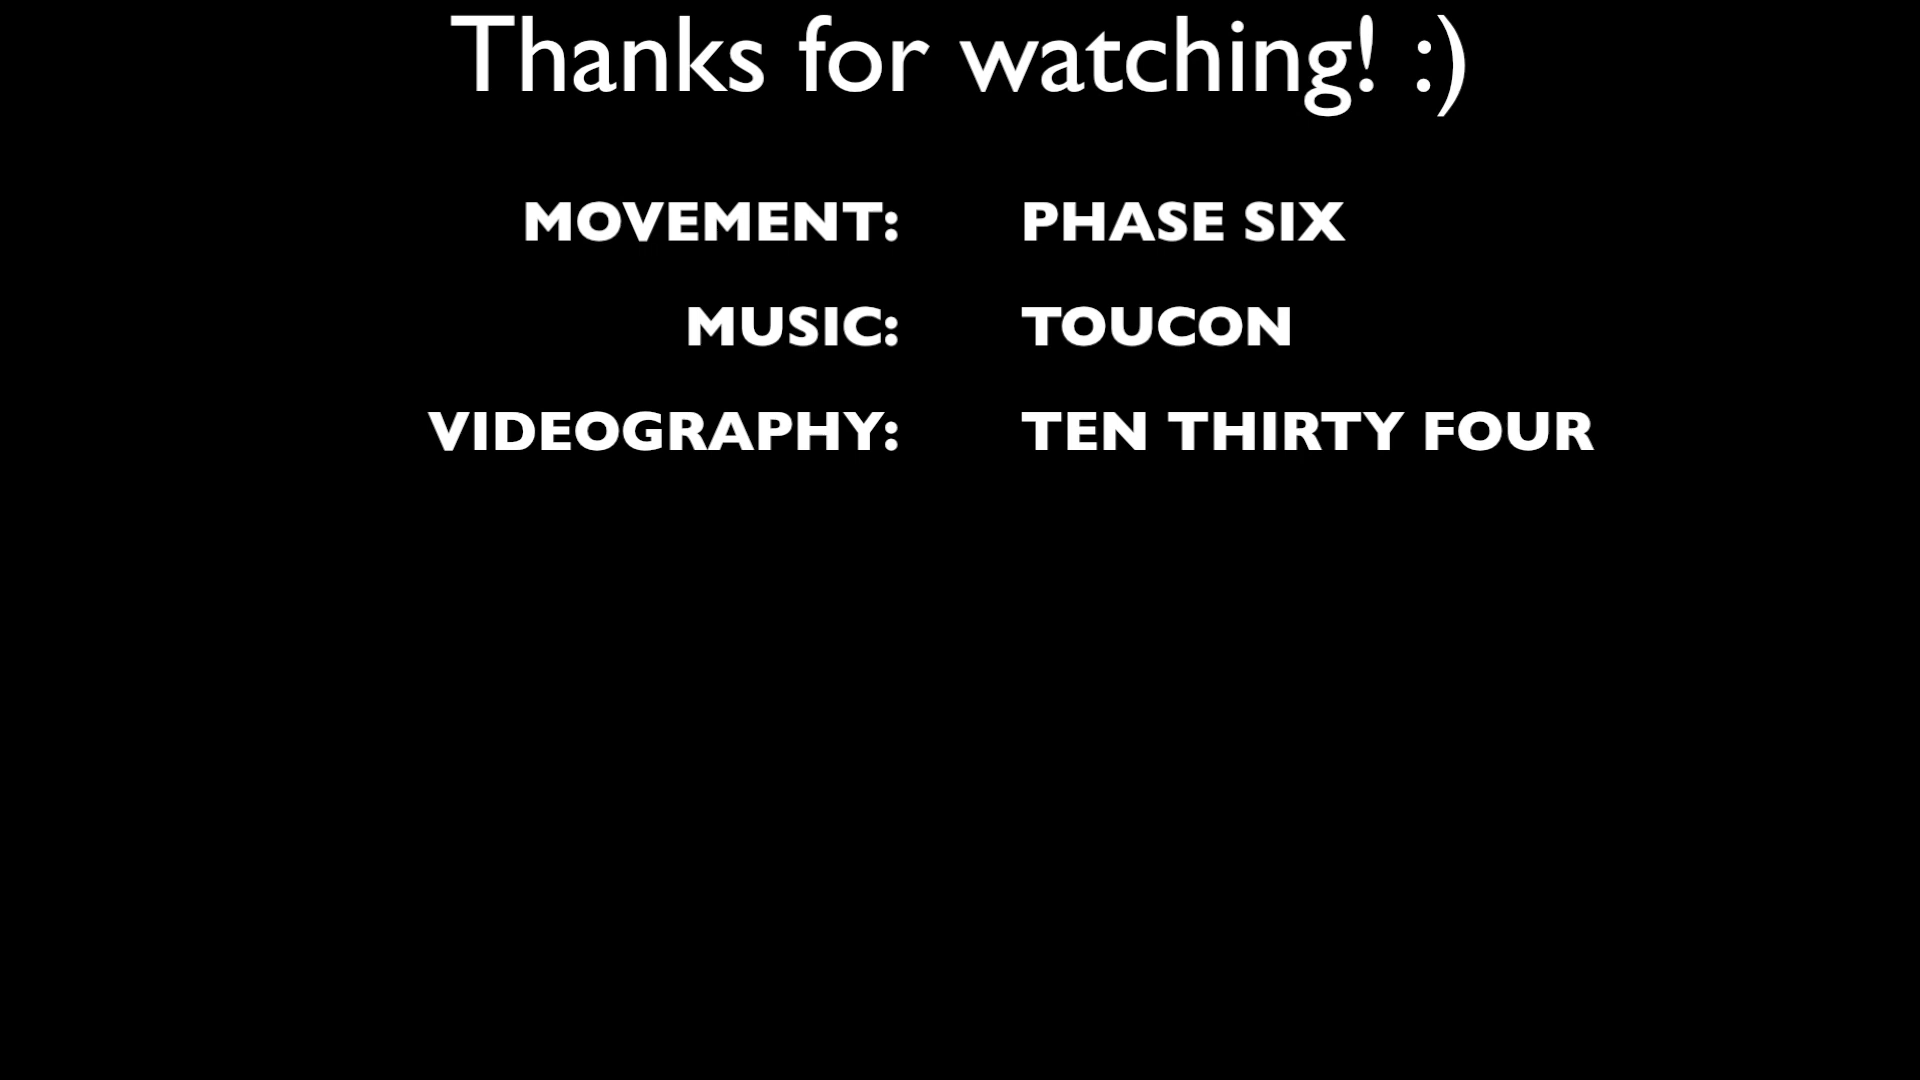 Thanks for watching! :)
MOVEMENT: PHASE SIX
MUSIC: TOUCON
VIDEOGRAPHY: TEN THIRTY FOUR